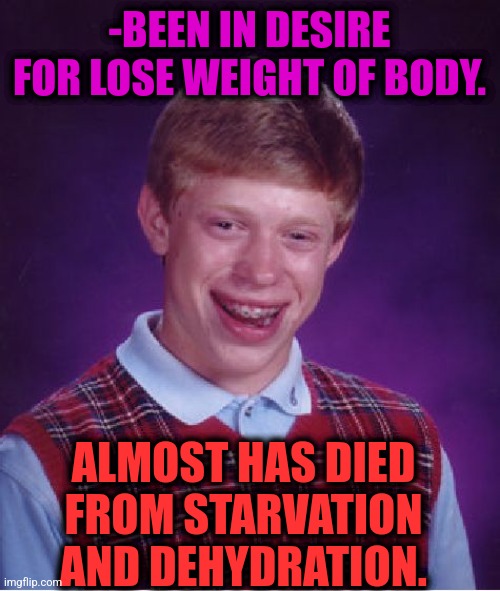 -BEEN IN DESIRE
FOR LOSE WEIGHT OF BODY.
ALMOST HAS DIED
FROM STARVATION
AND DEHYDRATION.
imgflip.com